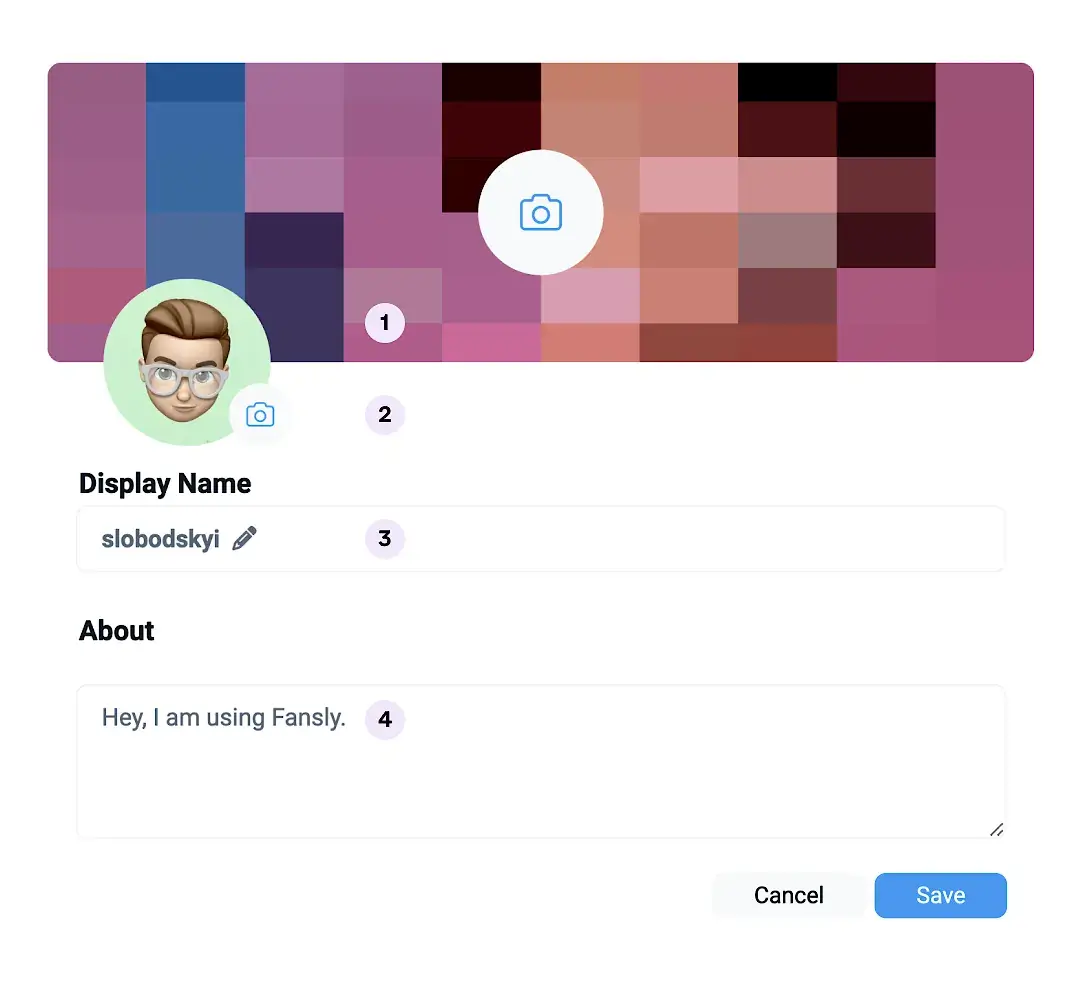 1
2
Display Name
slobodskyi 3
About
Hey, I am using Fansly. 4
Cancel Save